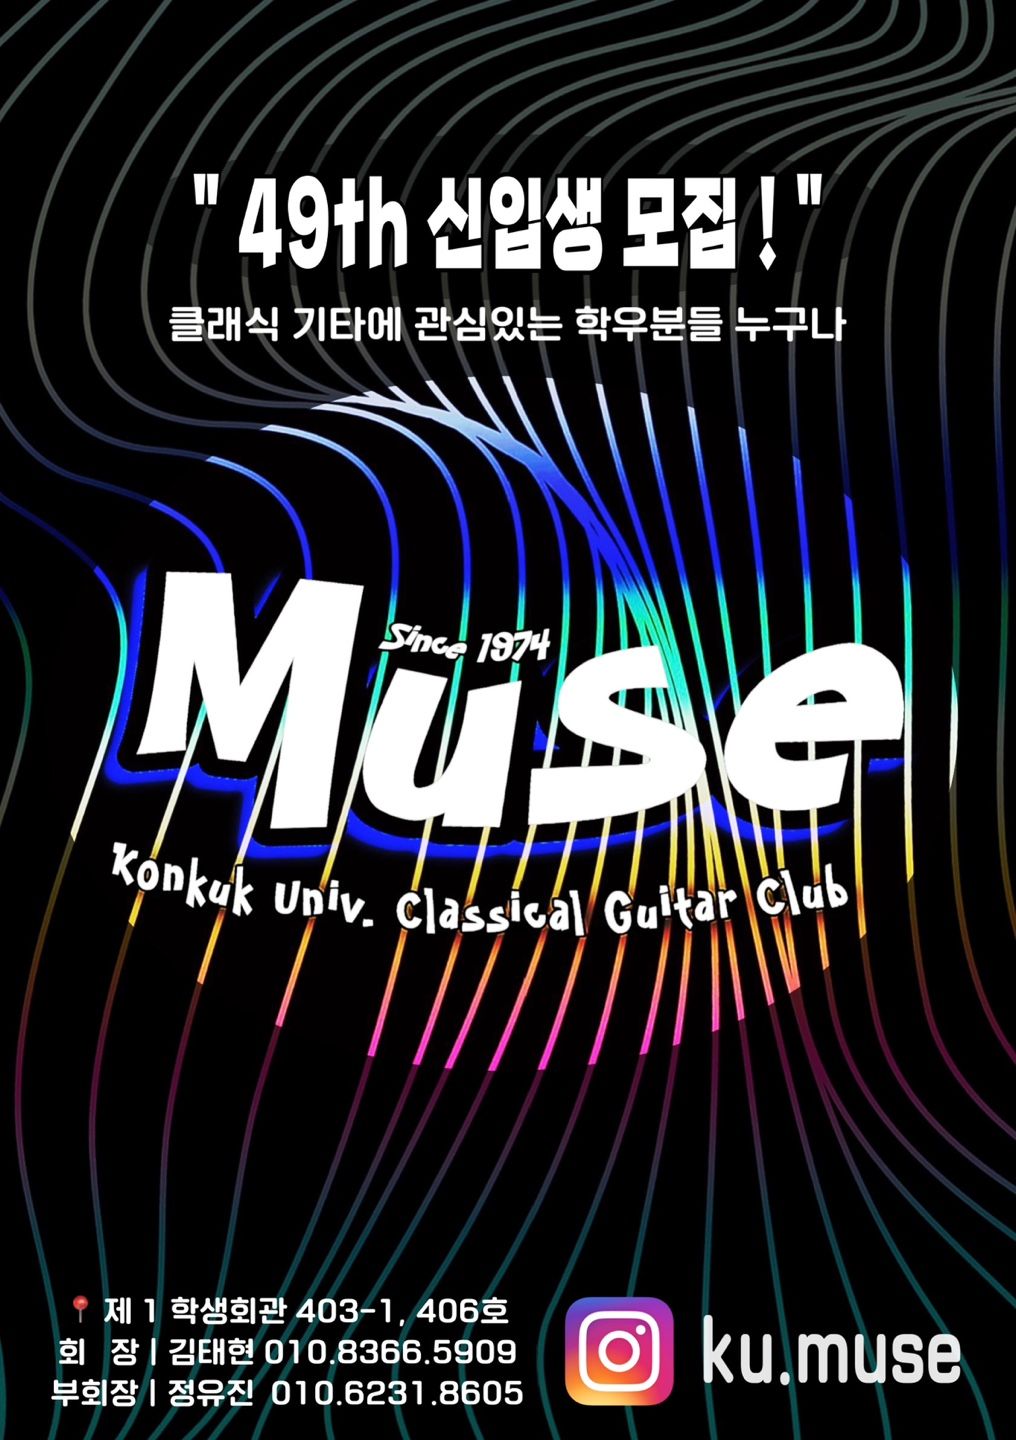 " 49th 신입생 모집 ! "
클래식 기타에 관심있는 학우분들 누구나
Since 1974
Muse
Konkuk Univ. Classical Guitar Club
제 1 학생회관 403-1, 406호
회 장 | 김태현 010.8366.5909
부회장 | 정유진 010.6231.8605
ku.muse